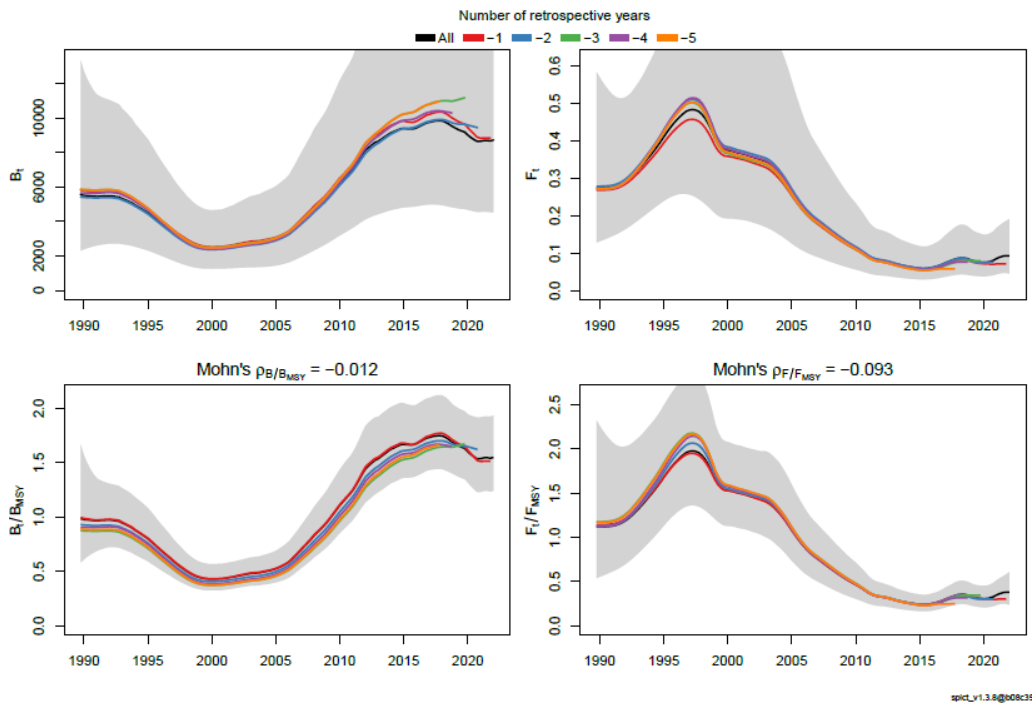 Number of retrospective years
All −1 −2 −3 −4 −5
Bt
0 2000 6000 10000
1990 1995 2000 2005 2010 2015 2020
Ft
0.0 0.1 0.2 0.3 0.4 0.5 0.6
1990 1995 2000 2005 2010 2015 2020
Mohn's ρB/BMSY = −0.012
Bt/BMSY
0.0 0.5 1.0 1.5 2.0
1990 1995 2000 2005 2010 2015 2020
Mohn's ρF/FMSY = −0.093
Ft/FMSY
0.0 0.5 1.0 1.5 2.0 2.5
1990 1995 2000 2005 2010 2015 2020